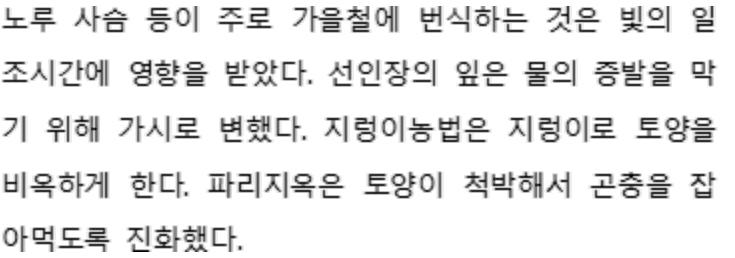 노루 사슴 등이 주로 가을철에 번식하는 것은 빛의 일
조시간에 영향을 받았다. 선인장의 잎은 물의 증발을 막
기 위해 가시로 변했다. 지렁이농법은 지렁이로 토양을
비옥하게 한다. 파리지옥은 토양이 척박해서 곤충을 잡
아먹도록 진화했다.